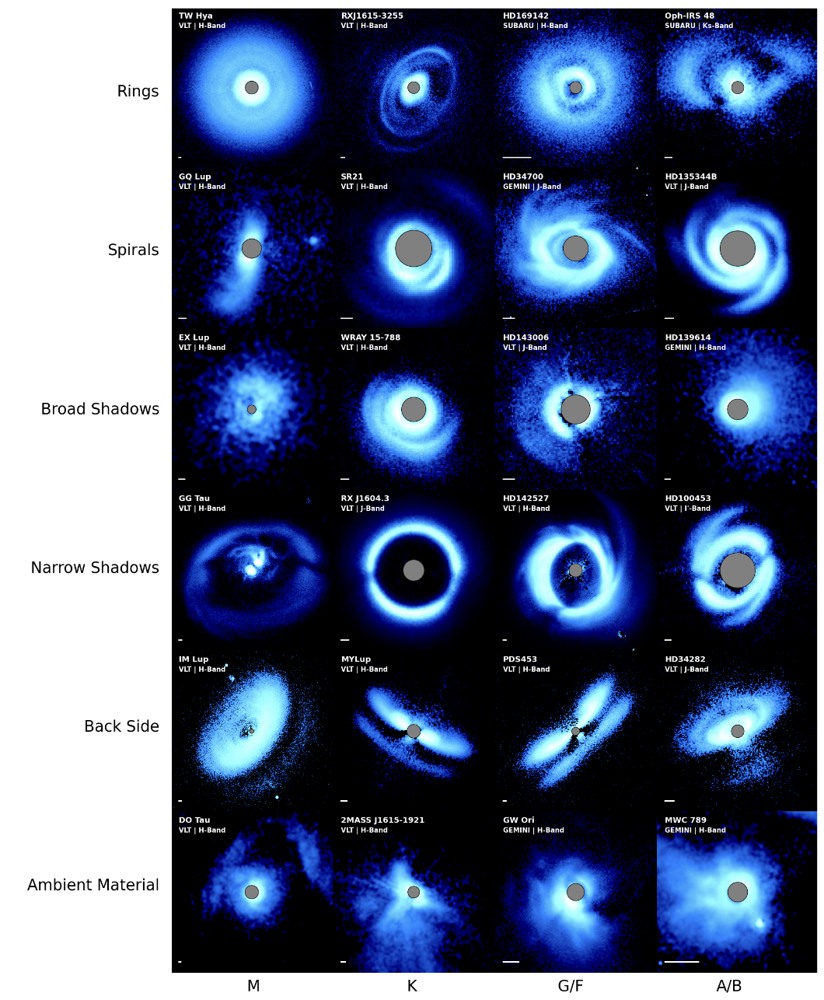 TW Hya
VLT | H-Band
RXJ1615-3255
VLT | H-Band
HD169142
SUBARU | H-Band
Oph-IRS 48
SUBARU | Ks-Band
Rings
GQ Lup
VLT | H-Band
SR21
VLT | H-Band
HD34700
GEMINI | J-Band
HD135344B
VLT | J-Band
Spirals
EX Lup
VLT | H-Band
WRAY 15-788
VLT | H-Band
HD143006
VLT | J-Band
HD139614
GEMINI | H-Band
Broad Shadows
GG Tau
VLT | H-Band
RX J1604.3
VLT | J-Band
HD142527
VLT | H-Band
HD100453
VLT | I'-Band
Narrow Shadows
IM Lup
VLT | H-Band
MYLup
VLT | H-Band
PDS453
VLT | H-Band
HD34282
VLT | J-Band
Back Side
DO Tau
VLT | H-Band
2MASS J1615-1921
VLT | H-Band
GW Ori
GEMINI | H-Band
MWC 789
GEMINI | H-Band
Ambient Material
M
K
G/F
A/B